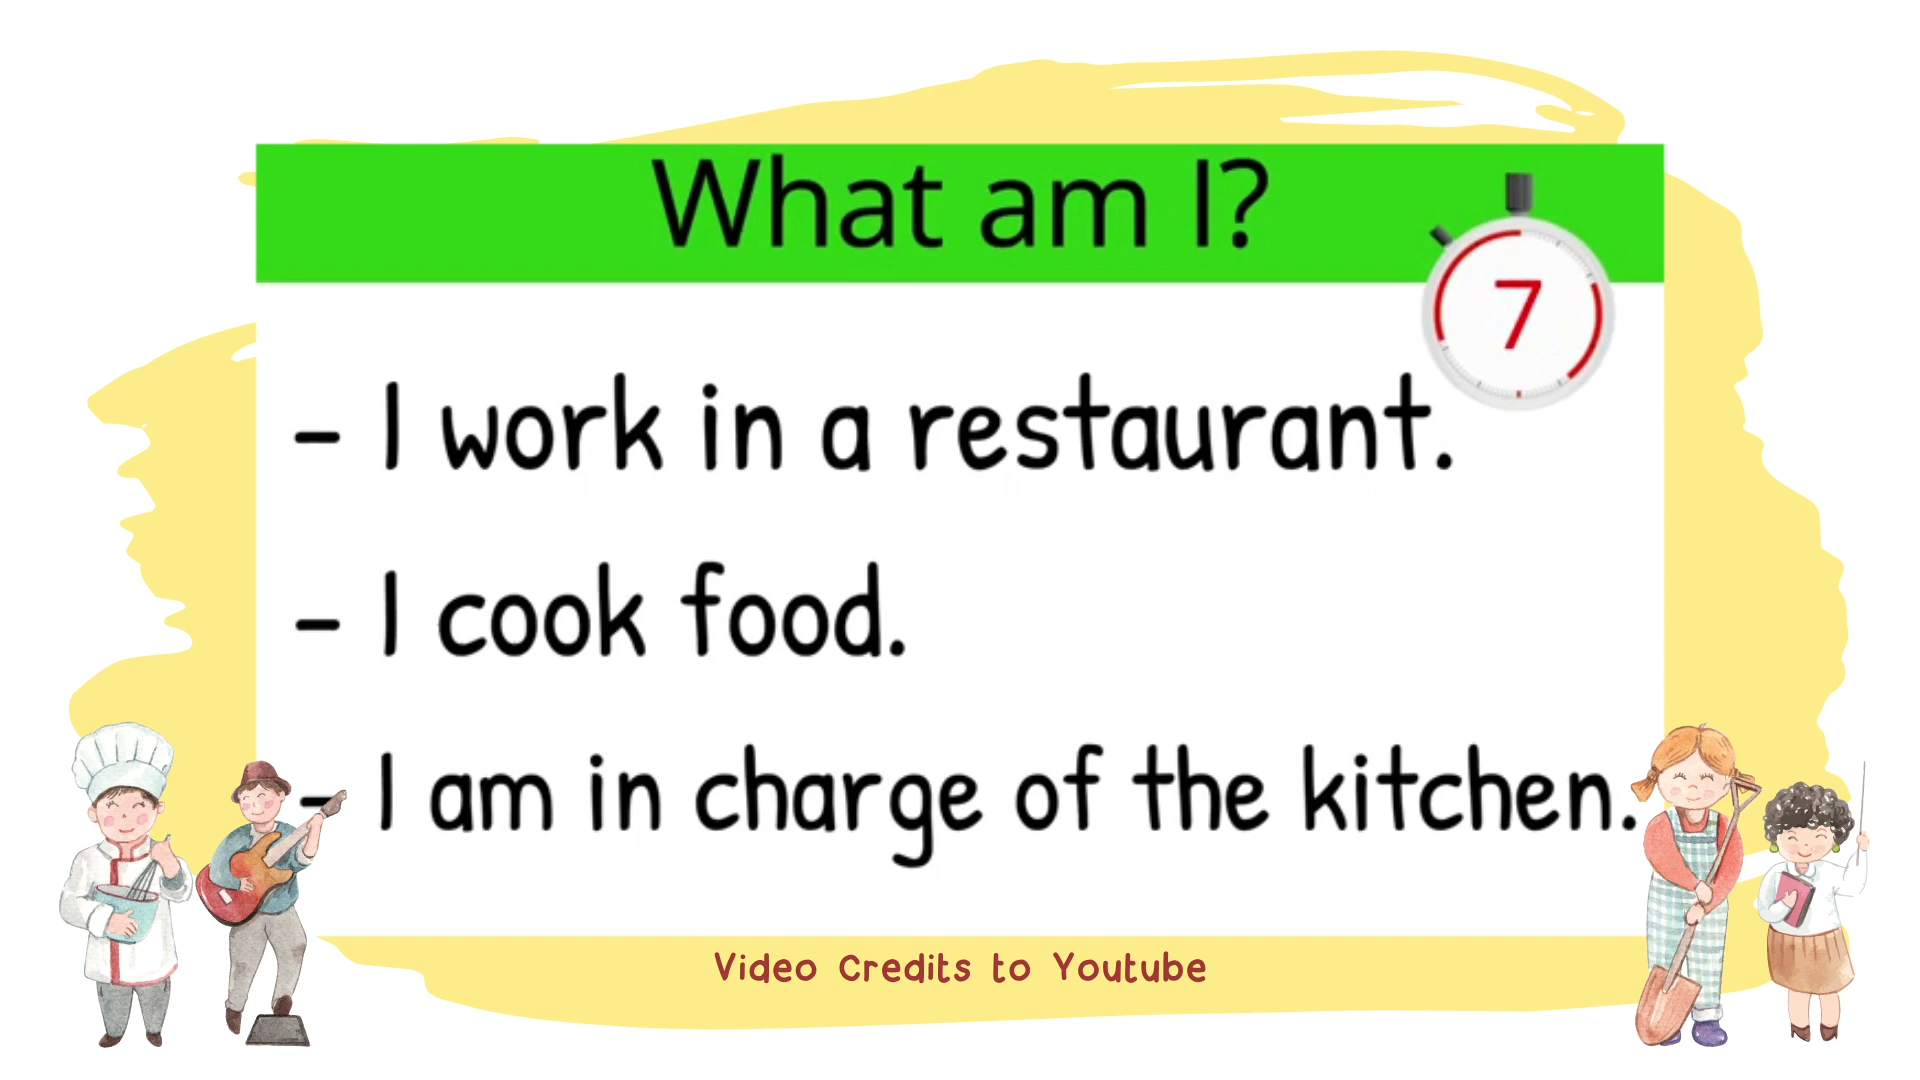 What am I?
7
- I work in a restaurant.
- I cook food.
- I am in charge of the kitchen.
Video Credits to Youtube